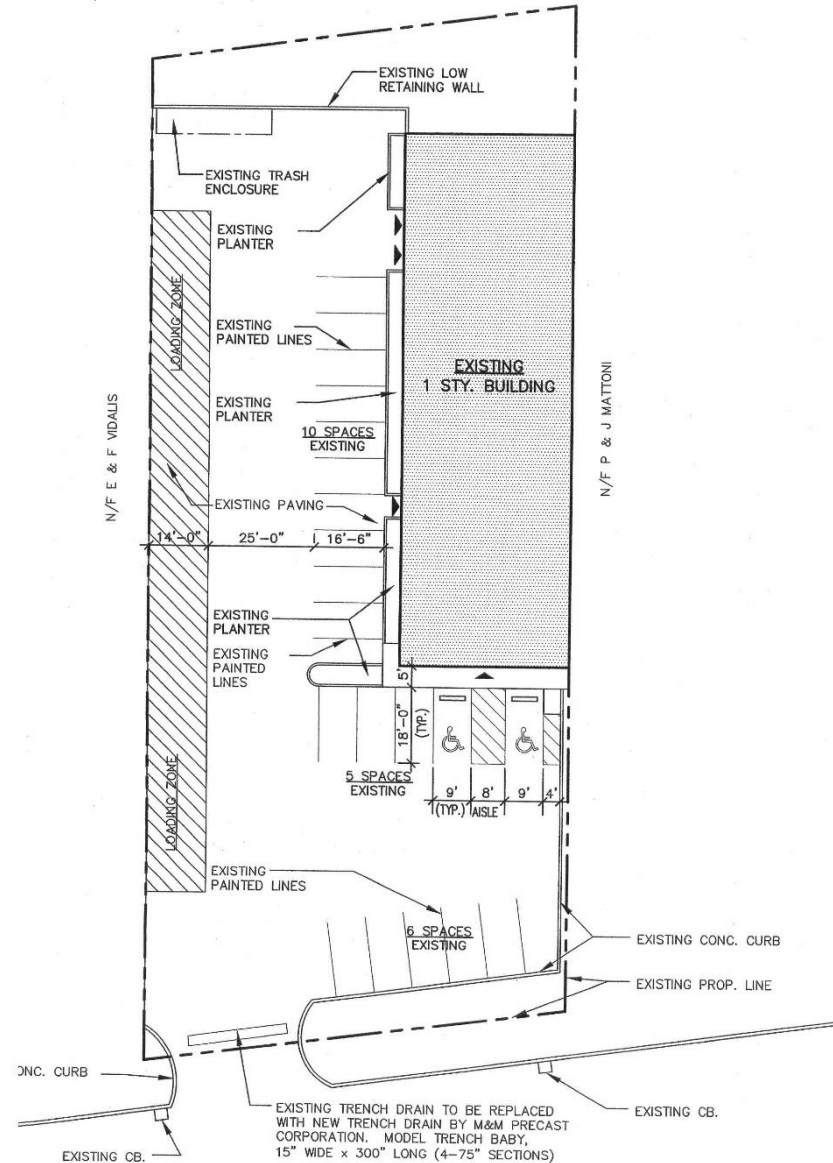 EXISTING LOW
RETAINING WALL
EXISTING TRASH
ENCLOSURE
EXISTING
PLANTER
LOADING ZONE
EXISTING
PAINTED LINES
EXISTING
1 STY. BUILDING
EXISTING
PLANTER
N/F E & F VIDALIS
N/F P & J MATTONI
10 SPACES
EXISTING
EXISTING PAVING
14'-0"
25'-0"
16'-6"
EXISTING
PLANTER
EXISTING
PAINTED
LINES
5'
18'-0"
(TYP.)
5 SPACES
EXISTING
9'
8'
9'
4'
(TYP.)
AISLE
LOADING ZONE
EXISTING
PAINTED LINES
6 SPACES
EXISTING
EXISTING CONC. CURB
EXISTING PROP. LINE
ONC. CURB
EXISTING TRENCH DRAIN TO BE REPLACED
WITH NEW TRENCH DRAIN BY M&M PRECAST
CORPORATION. MODEL TRENCH BABY,
15" WIDE x 300" LONG (4-75" SECTIONS)
EXISTING CB.
EXISTING CB.